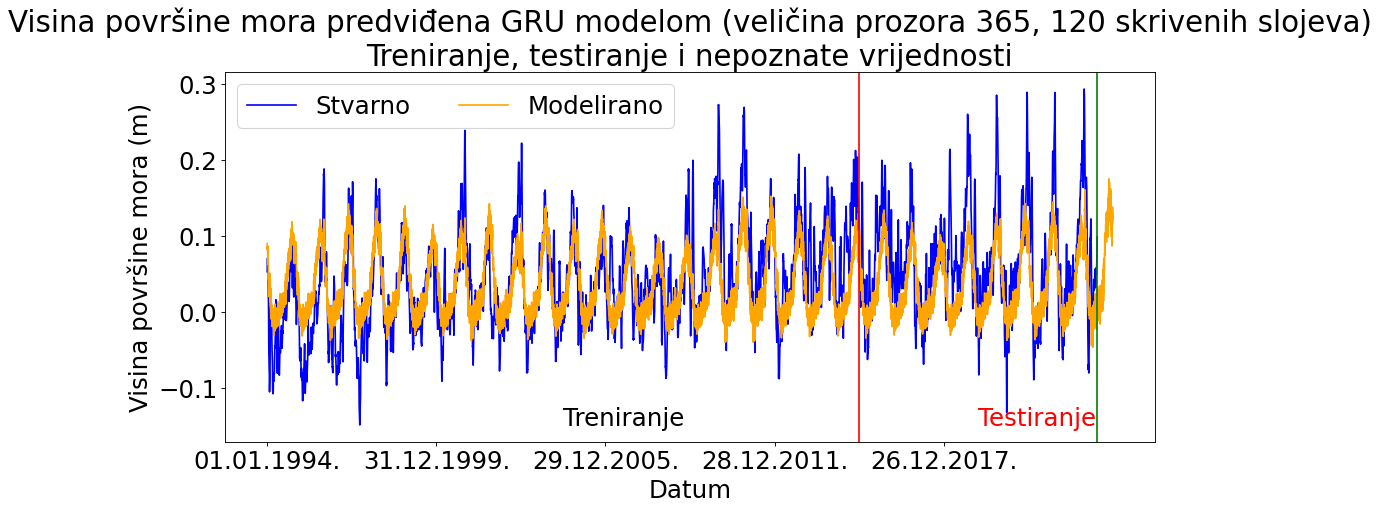 Visina površine mora predviđena GRU modelom (veličina prozora 365, 120 skrivenih slojeva)
Treniranje, testiranje i nepoznate vrijednosti
Stvarno
Modelirano
Visina površine mora (m)
0.3
0.2
0.1
0.0
−0.1
Treniranje
Testiranje
01.01.1994.
31.12.1999.
29.12.2005.
28.12.2011.
26.12.2017.
Datum